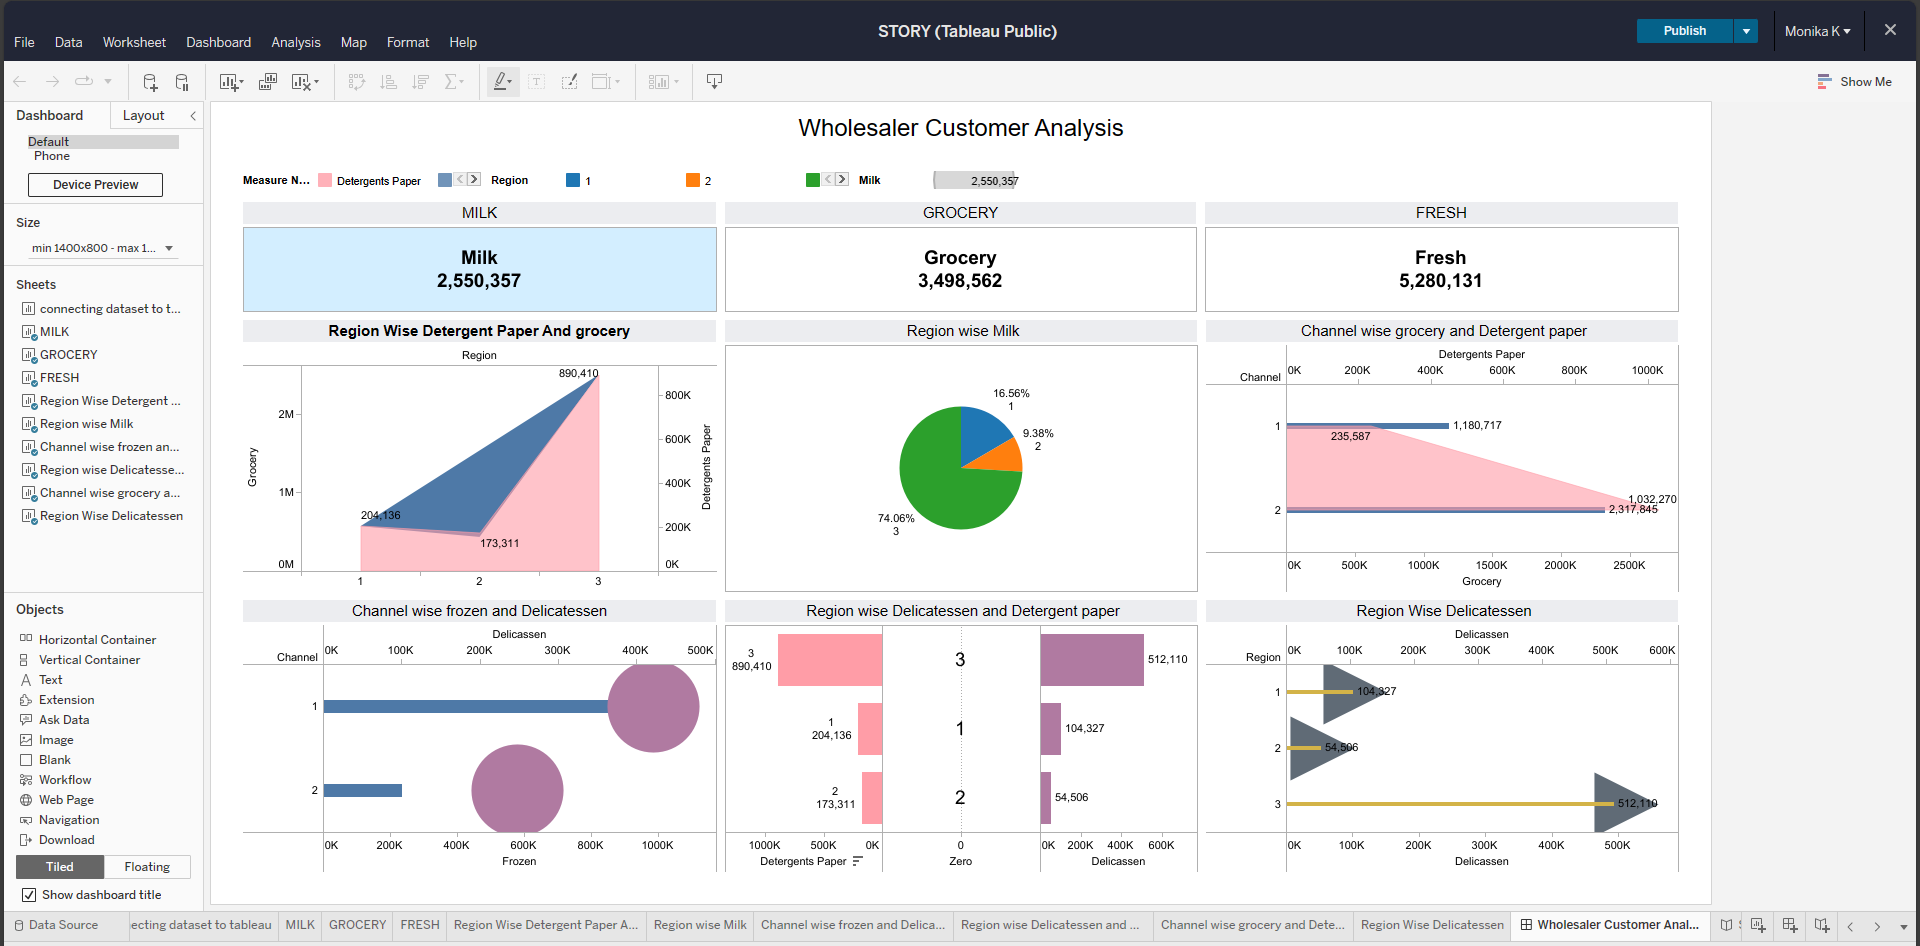 STORY (Tableau Public)
Publish
Monika K
File Data Worksheet Dashboard Analysis Map Format Help
Show Me
Dashboard Layout
Default
Phone
Device Preview
Size
min 1400x800 - max 1...
Sheets
connecting dataset to t...
MILK
GROCERY
FRESH
Region Wise Detergent ...
Region wise Milk
Channel wise frozen an...
Region wise Delicatesse...
Channel wise grocery a...
Region Wise Delicatessen
Objects
Horizontal Container
Vertical Container
Text
Extension
Ask Data
Image
Blank
Workflow
Web Page
Navigation
Download
Tiled Floating
Show dashboard title
Wholesaler Customer Analysis
Measure N... Detergents Paper Region 1 2 Milk 2,550,357
MILK
Milk
2,550,357
GROCERY
Grocery
3,498,562
FRESH
Fresh
5,280,131
Region Wise Detergent Paper And grocery
Region
890,410
800K
2M
600K
Grocery
Detergents Paper
1M
400K
204,136
200K
173,311
0M
0K
1 2 3
Region wise Milk
16.56%
1
9.38%
2
74.06%
3
Channel wise grocery and Detergent paper
Detergents Paper
Channel
0K 200K 400K 600K 800K 1000K
1
1,180,717
235,587
1,032,270
2
2,317,845
0K 500K 1000K 1500K 2000K 2500K
Grocery
Channel wise frozen and Delicatessen
Delicassen
Channel
0K 100K 200K 300K 400K 500K
1
2
0K 200K 400K 600K 800K 1000K
Frozen
Region wise Delicatessen and Detergent paper
3
890,410
3
512,110
1
204,136
1
104,327
2
173,311
2
54,506
1000K 500K 0K
0
0K 200K 400K 600K
Detergents Paper
Zero
Delicassen
Region Wise Delicatessen
Delicassen
Region
0K 100K 200K 300K 400K 500K 600K
1
104,327
2
54,506
3
512,110
0K 100K 200K 300K 400K 500K
Delicassen
Data Source
ecting dataset to tableau
MILK
GROCERY
FRESH
Region Wise Detergent Paper A...
Region wise Milk
Channel wise frozen and Delica...
Region wise Delicatessen and ...
Channel wise grocery and Dete...
Region Wise Delicatessen
Wholesaler Customer Anal...